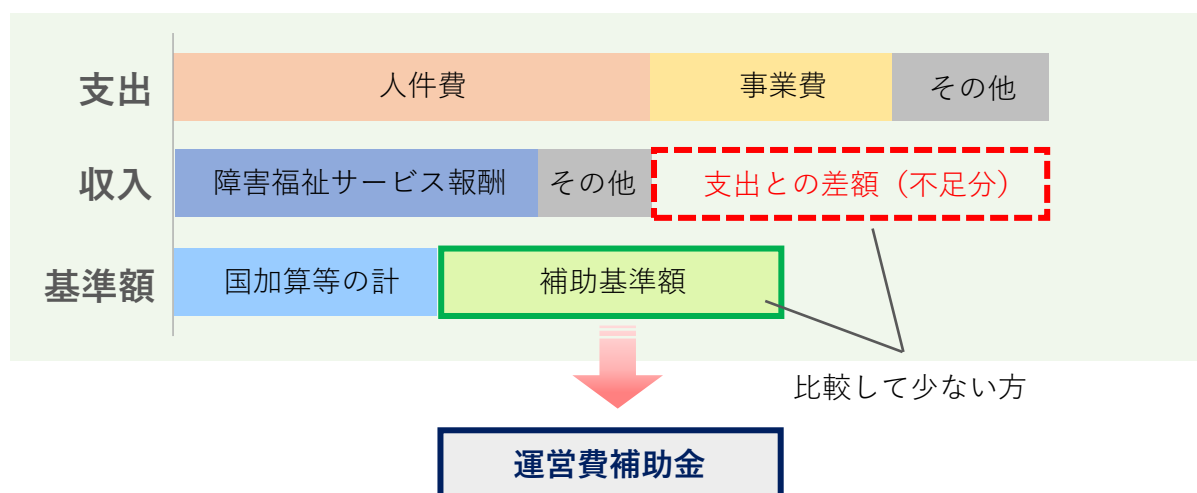 支出
人件費
事業費
その他
収入
障害福祉サービス報酬
その他
支出との差額（不足分）
基準額
国加算等の計
補助基準額
比較して少ない方
運営費補助金